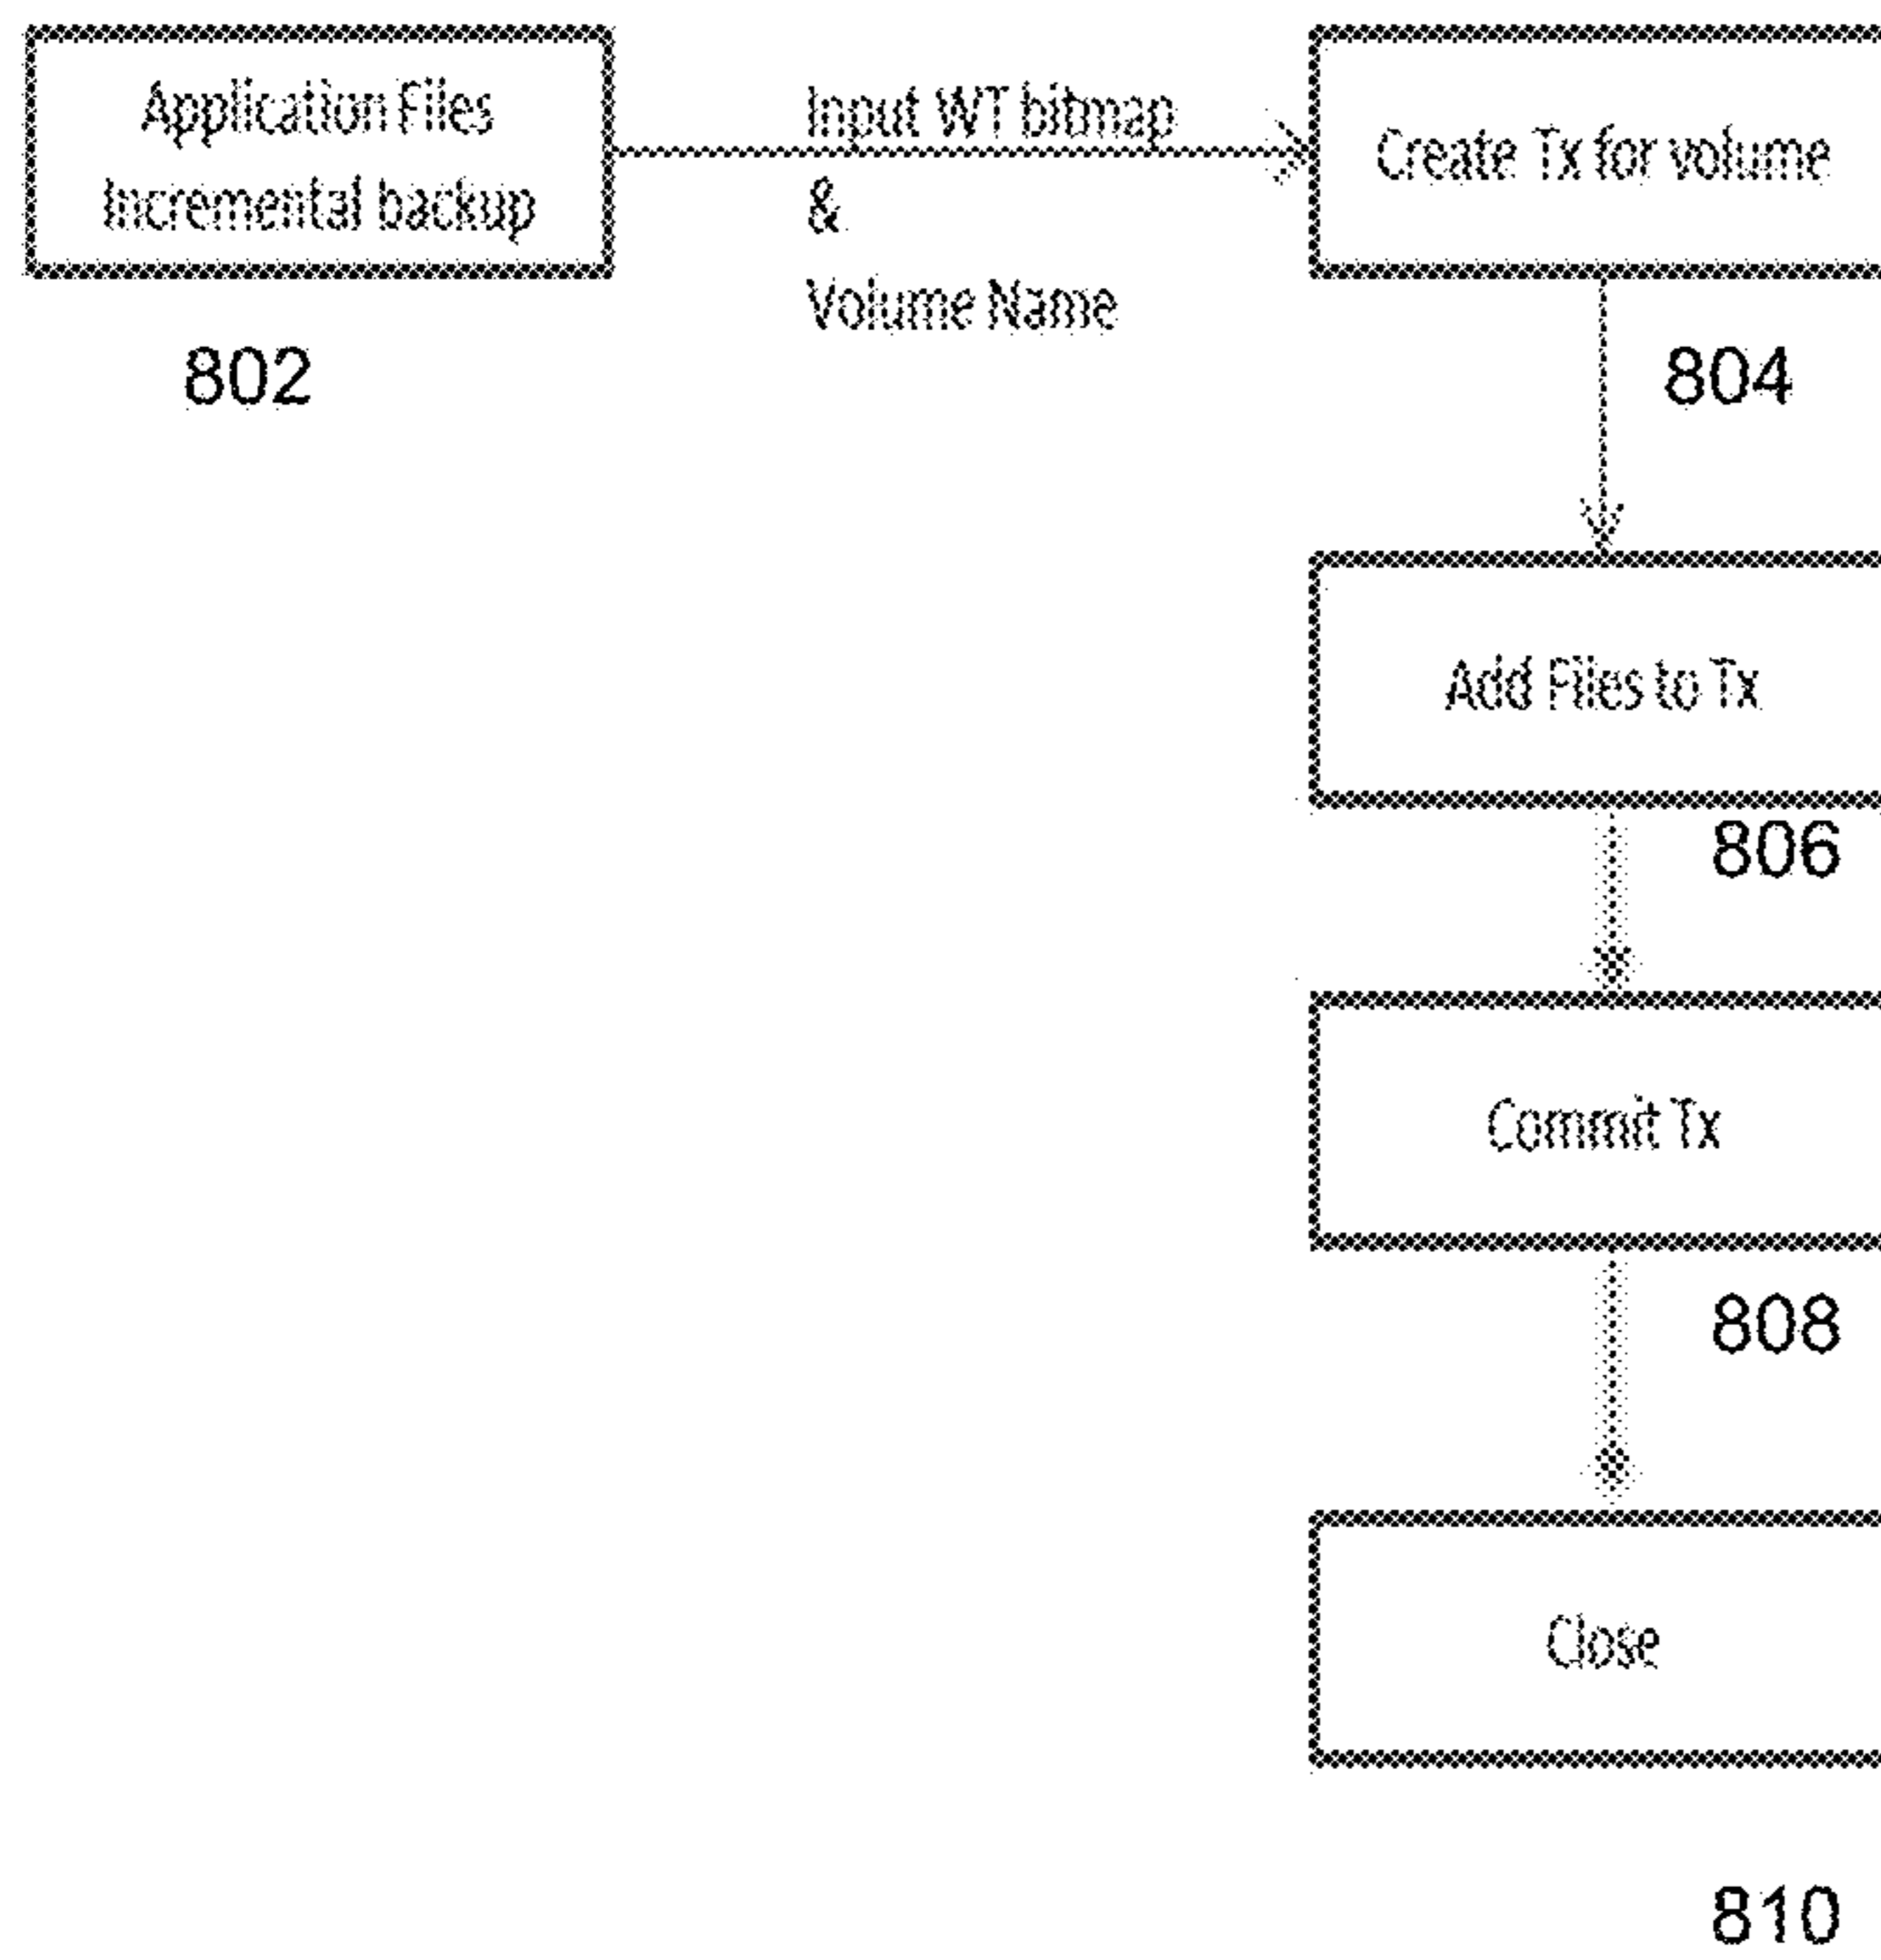 Application Files
Incremental backup
802
Input WT bitmap
&
Volume Name
Create Tx for volume
804
Add Files to Tx
806
Commit Tx
808
Close
810